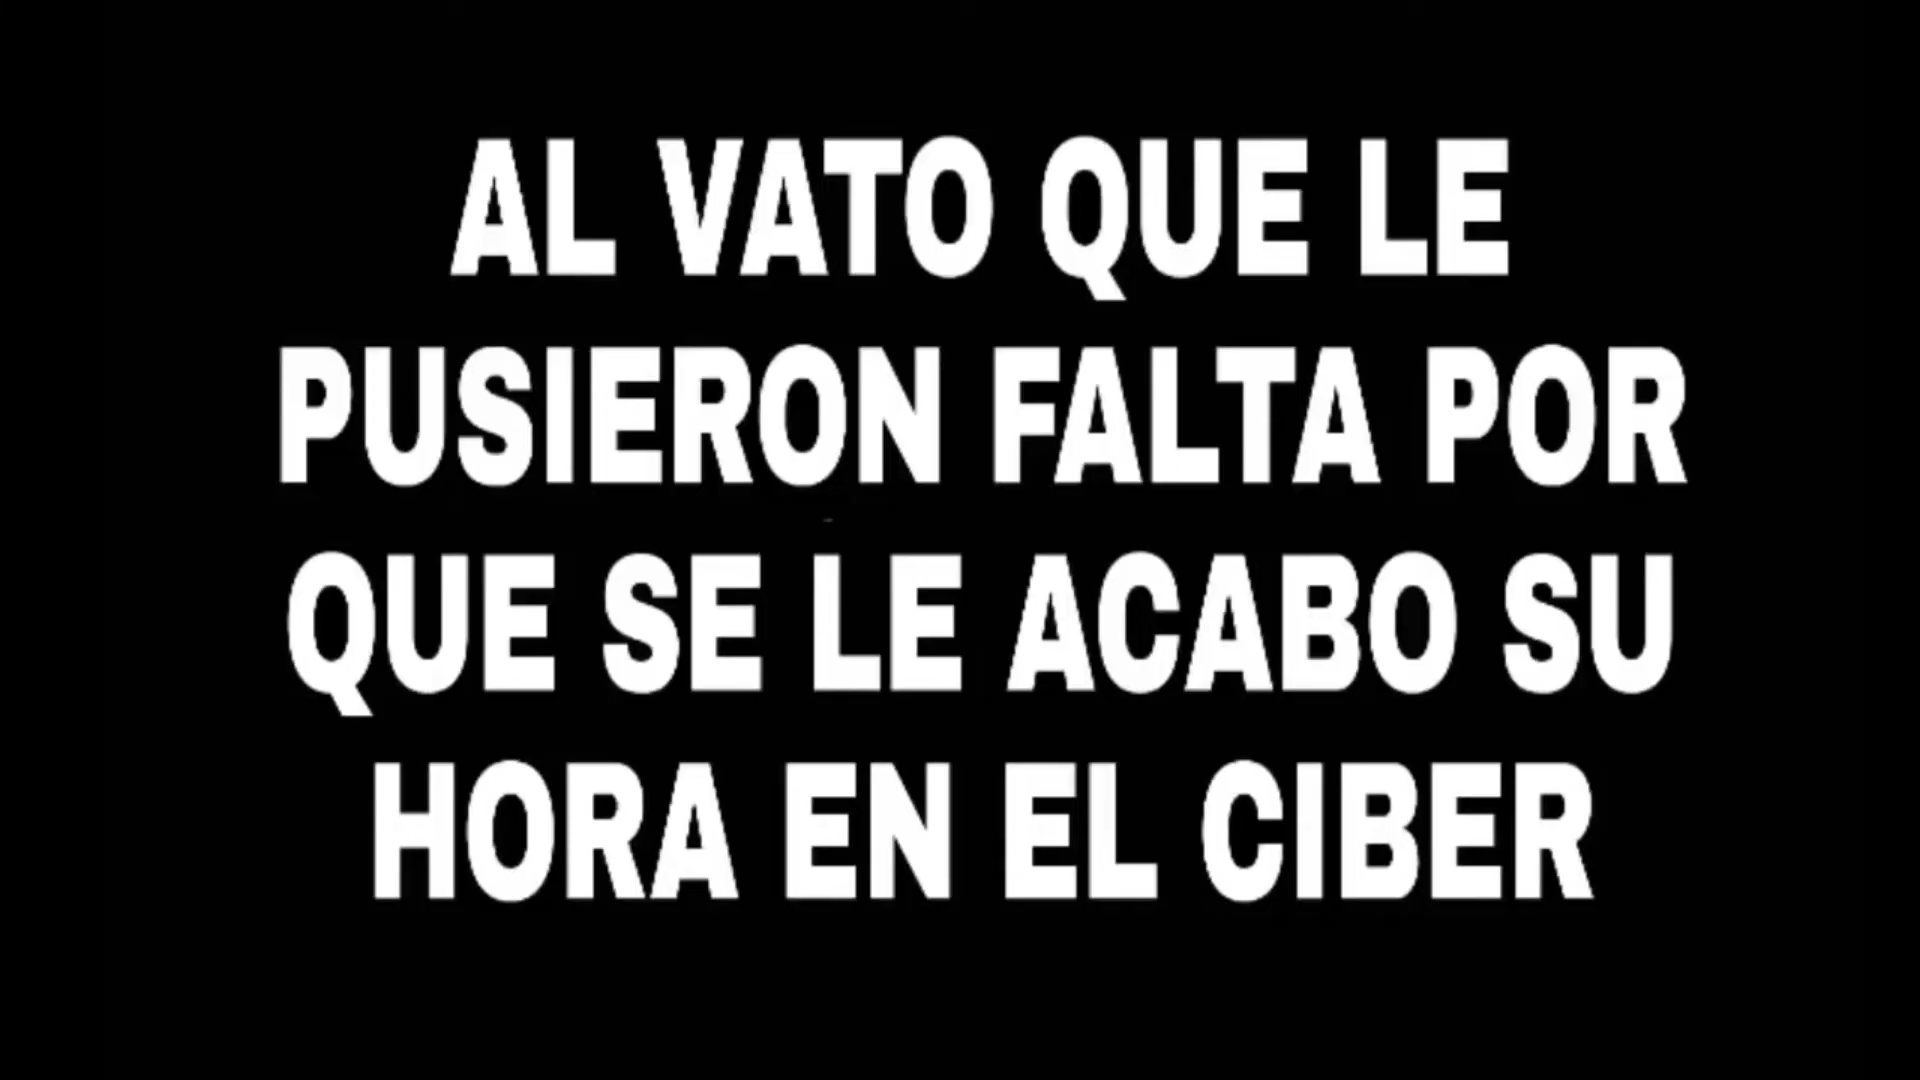 AL VATO QUE LE
PUSIERON FALTA POR
QUE SE LE ACABO SU
HORA EN EL CIBER